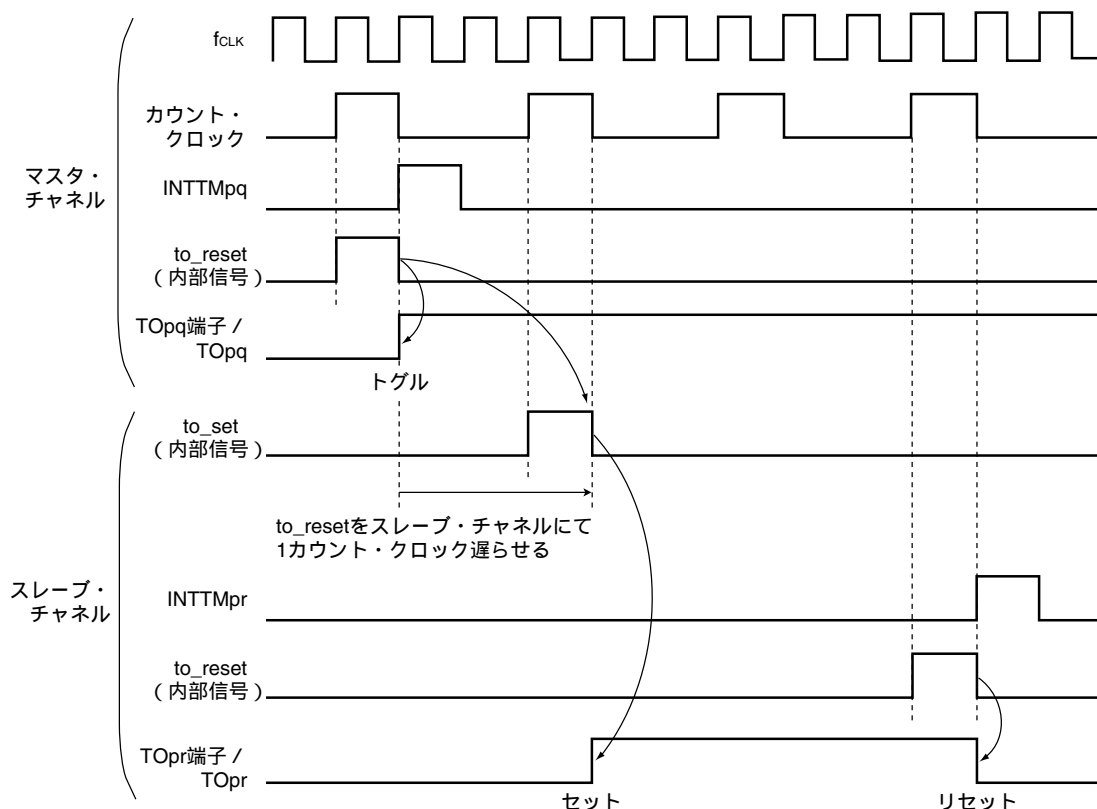 fCLK
カウント・
クロック
マスタ・
チャネル
INTTMpq
to_reset
(内部信号)
TOpq端子 /
TOpq
トグル
to_set
(内部信号)
to_resetをスレーブ・チャネルにて
1カウント・クロック遅らせる
スレーブ・
チャネル
INTTMpr
to_reset
(内部信号)
TOpr端子 /
TOpr
セット
リセット